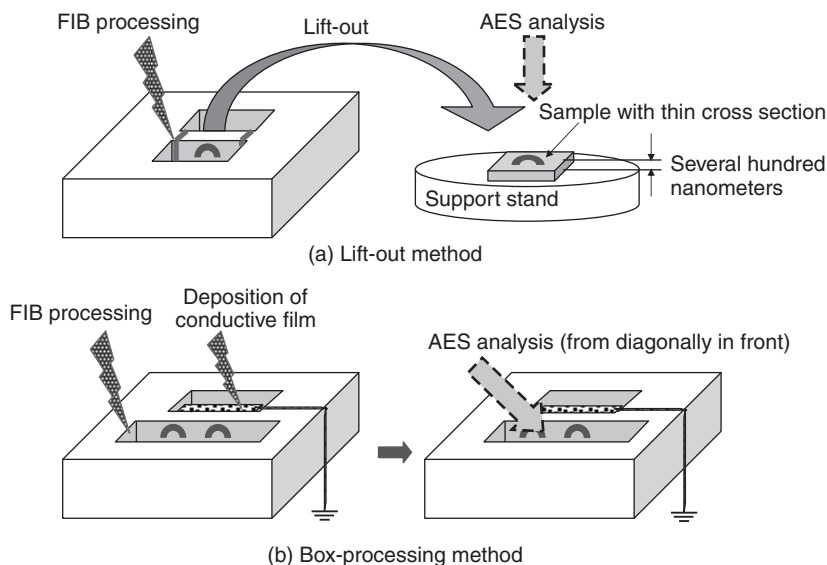 FIB processing
Lift-out
AES analysis
Sample with thin cross section
Several hundred
nanometers
Support stand
(a) Lift-out method
FIB processing
Deposition of
conductive film
AES analysis (from diagonally in front)
(b) Box-processing method